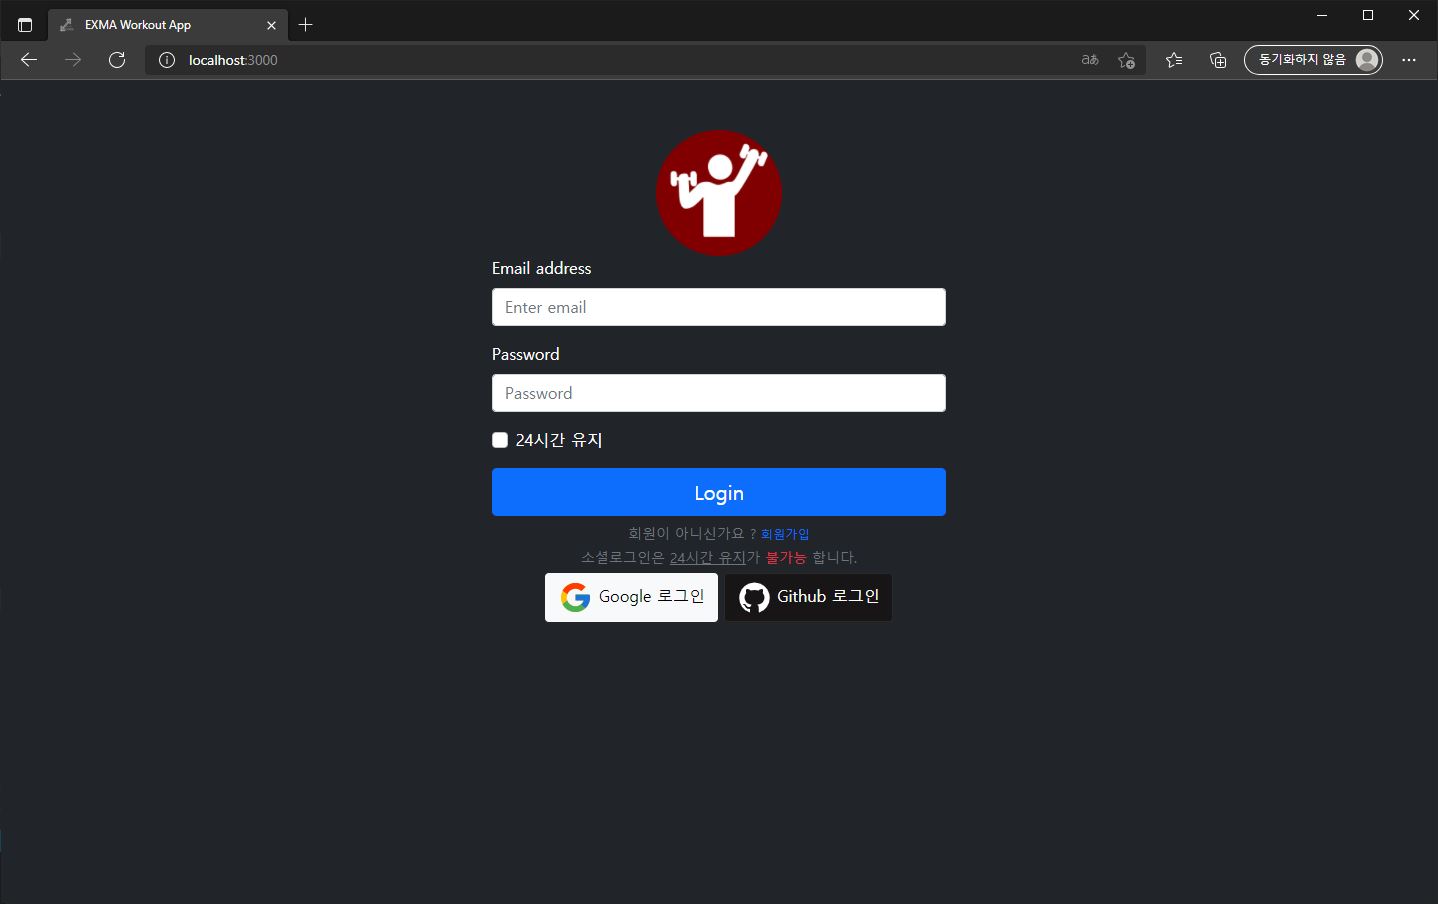 EXMA Workout App
localhost:3000
aあ
동기화하지 않음
Email address
Enter email
Password
Password
24시간 유지
Login
회원이 아니신가요 ? 회원가입
소셜로그인은 24시간 유지가 불가능 합니다.
Google 로그인
Github 로그인